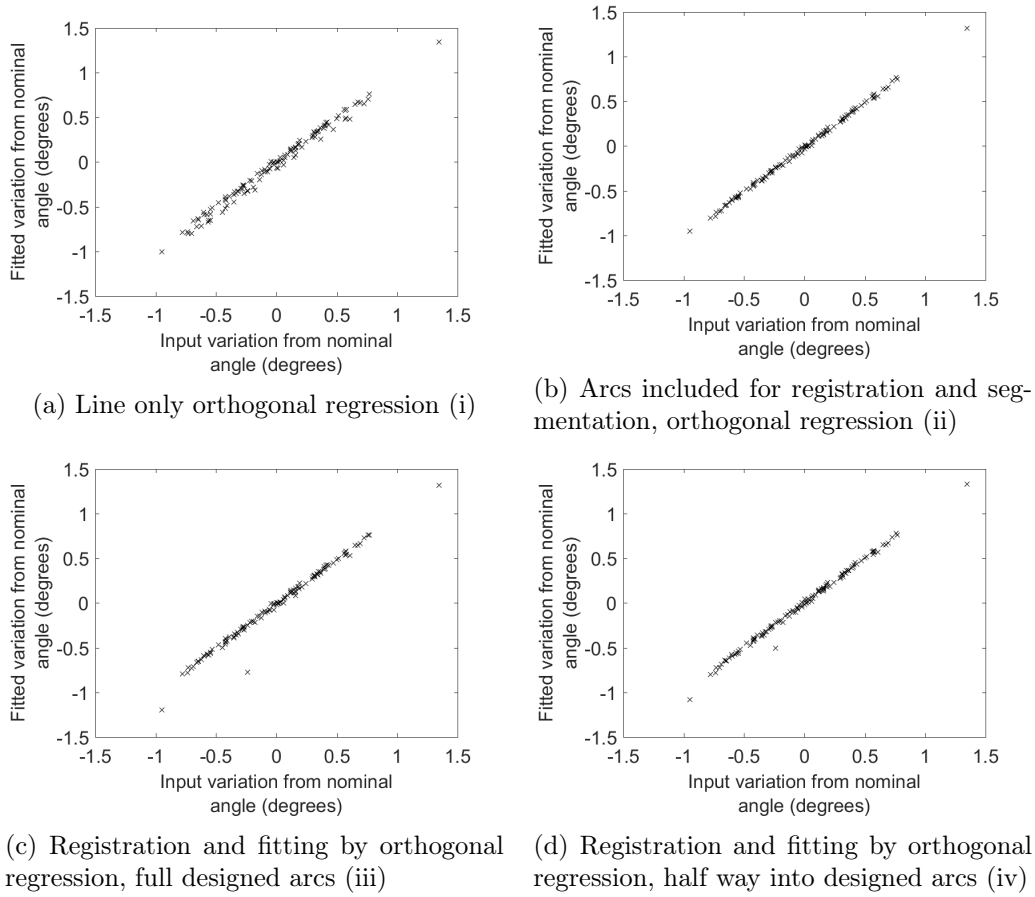 1.5
1
0.5
0
-0.5
-1
-1.5
-1.5 -1 -0.5 0 0.5 1 1.5
Fitted variation from nominal
angle (degrees)
Input variation from nominal
angle (degrees)
(a) Line only orthogonal regression (i)
1.5
1
0.5
0
-0.5
-1
-1.5
-1.5 -1 -0.5 0 0.5 1 1.5
Fitted variation from nominal
angle (degrees)
Input variation from nominal
angle (degrees)
(b) Arcs included for registration and seg-
mentation, orthogonal regression (ii)
1.5
1
0.5
0
-0.5
-1
-1.5
-1.5 -1 -0.5 0 0.5 1 1.5
Fitted variation from nominal
angle (degrees)
Input variation from nominal
angle (degrees)
(c) Registration and fitting by orthogonal
regression, full designed arcs (iii)
1.5
1
0.5
0
-0.5
-1
-1.5
-1.5 -1 -0.5 0 0.5 1 1.5
Fitted variation from nominal
angle (degrees)
Input variation from nominal
angle (degrees)
(d) Registration and fitting by orthogonal
regression, half way into designed arcs (iv)